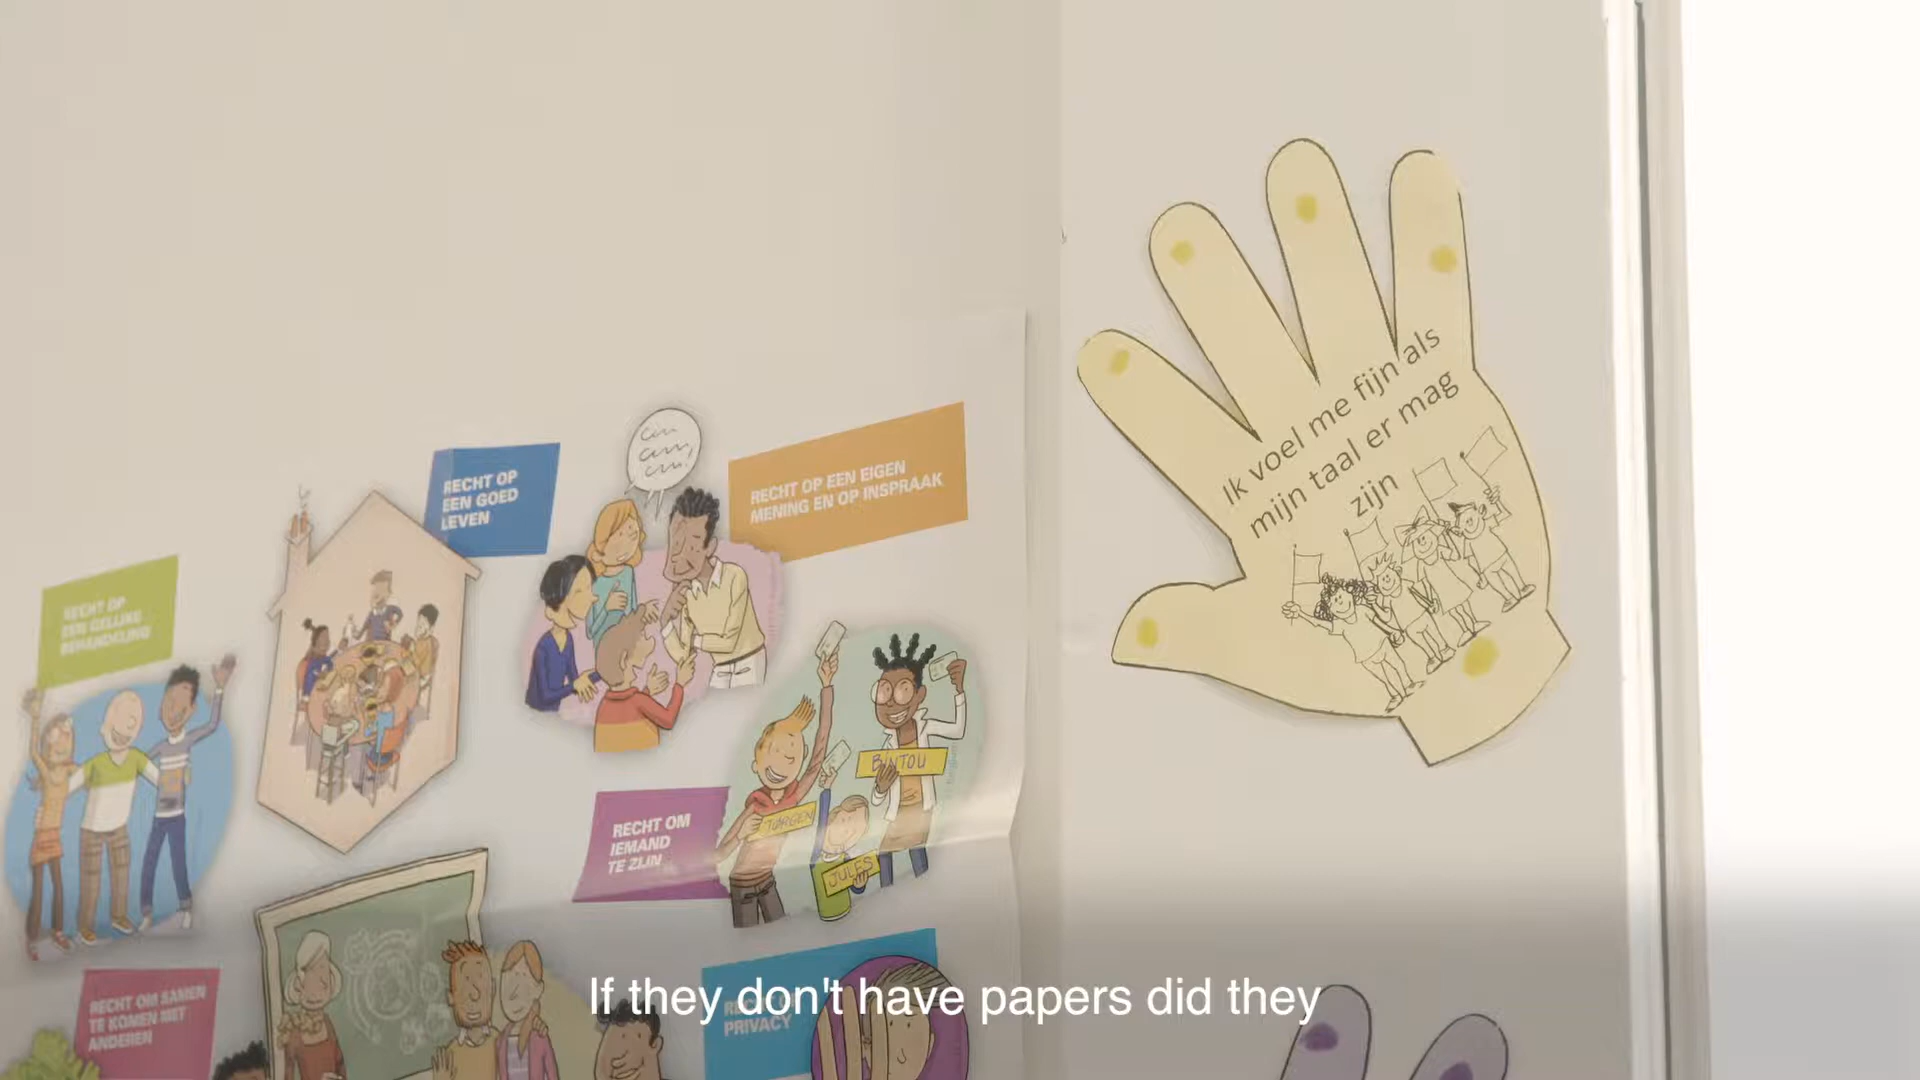 Ik voel me fijn als
mijn taal er mag
zijn
RECHT OP EEN EIGEN
MENING EN OP INSPRAAK
RECHT OP
EEN GOED
LEVEN
RECHT OP
EEN GELIJKE
BEHANDELING
BINTOU
JURGEN
JULES
RECHT OM
IEMAND
TE ZIJN
RECHT OM SAMEN
TE KOMEN MET
ANDEREN
PRIVACY
If they don't have papers did they